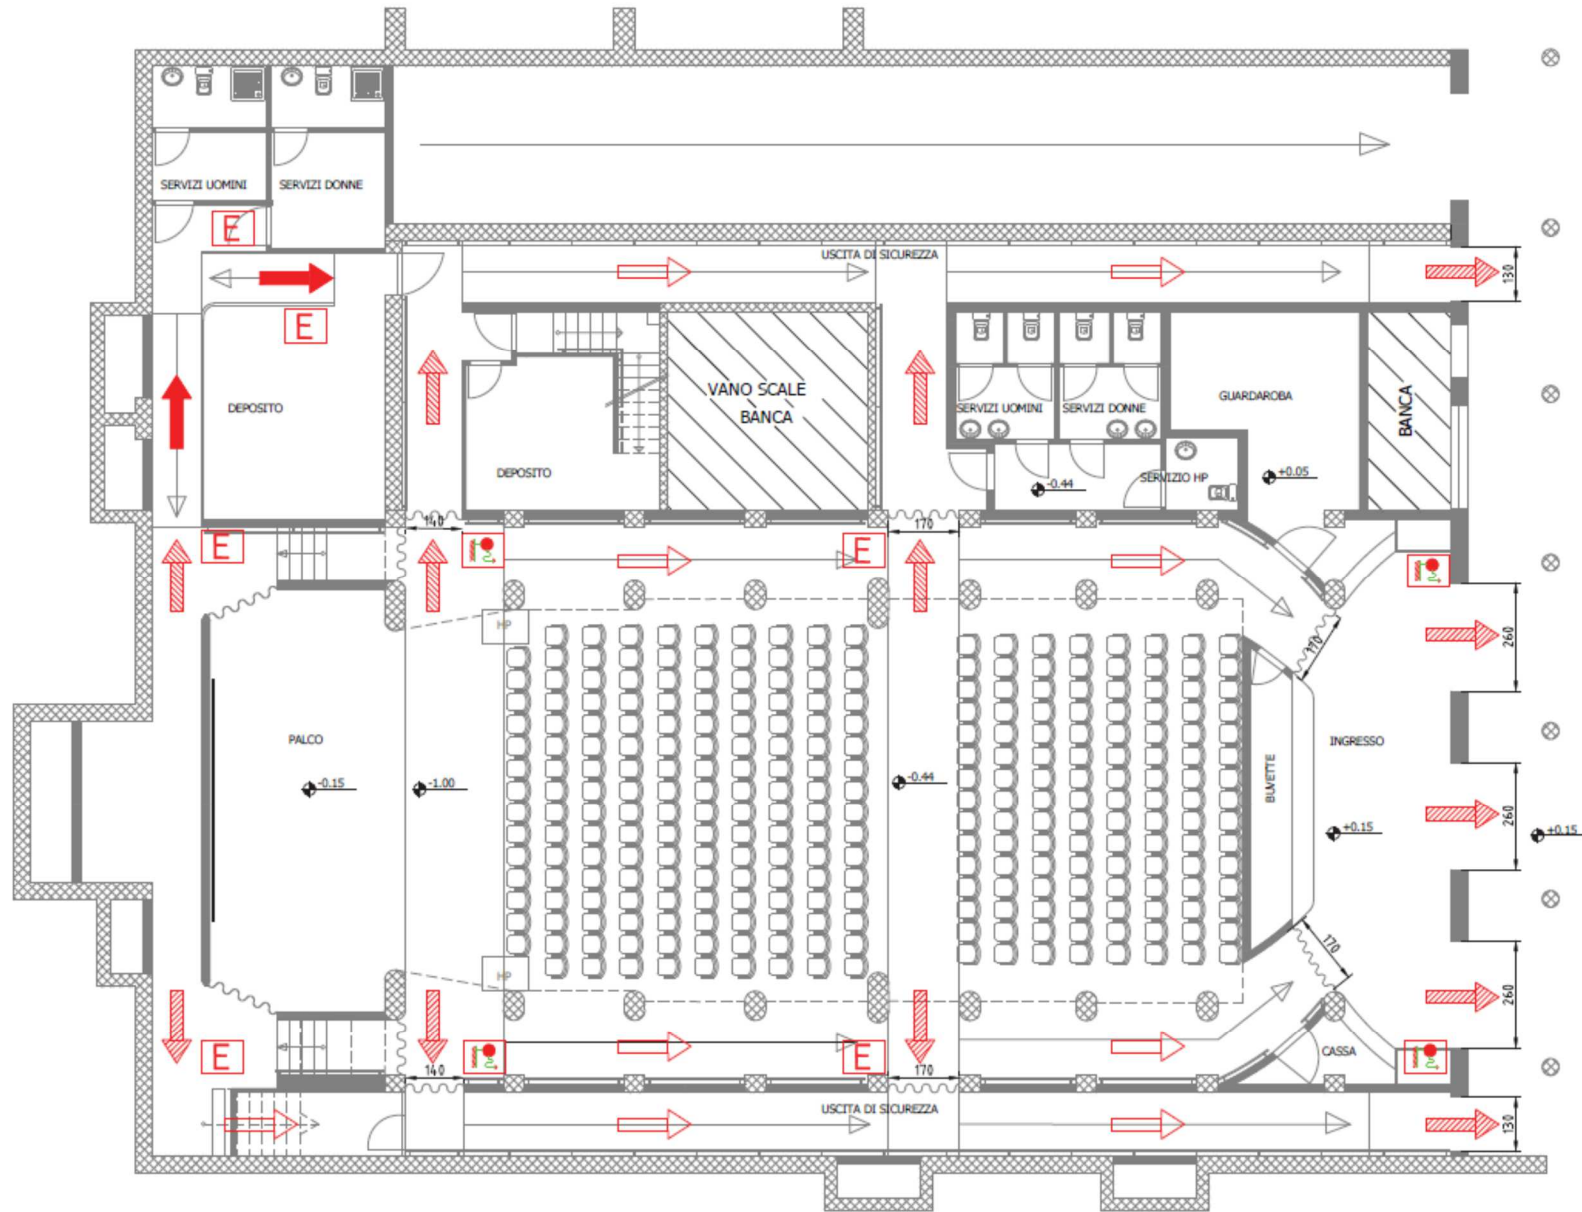 SERVIZI UOMINI
SERVIZI DONNE
E
USCITA DI SICUREZZA
130
E
DEPOSITO
VANO SCALE
BANCA
SERVIZI UOMINI
SERVIZI DONNE
GUARDAROBA
BANCA
DEPOSITO
-0.44
SERVIZIO HP
+0.05
140
170
E
E
HP
260
170
PALCO
INGRESSO
-0.15
-1.00
-0.44
BUVETTE
260
+0.15
+0.15
170
HP
260
E
E
CASSA
140
170
USCITA DI SICUREZZA
130